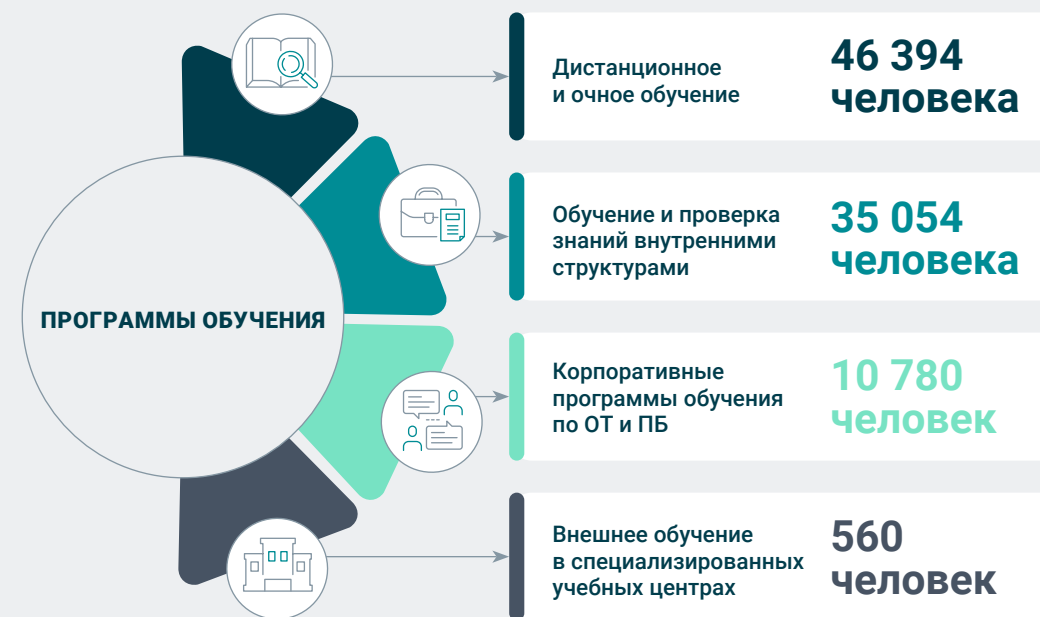 ПРОГРАММЫ ОБУЧЕНИЯ
Дистанционное
и очное обучение
46 394
человека
Обучение и проверка
знаний внутренними
структурами
35 054
человека
Корпоративные
программы обучения
по ОТ и ПБ
10 780
человек
Внешнее обучение
в специализированных
учебных центрах
560
человек